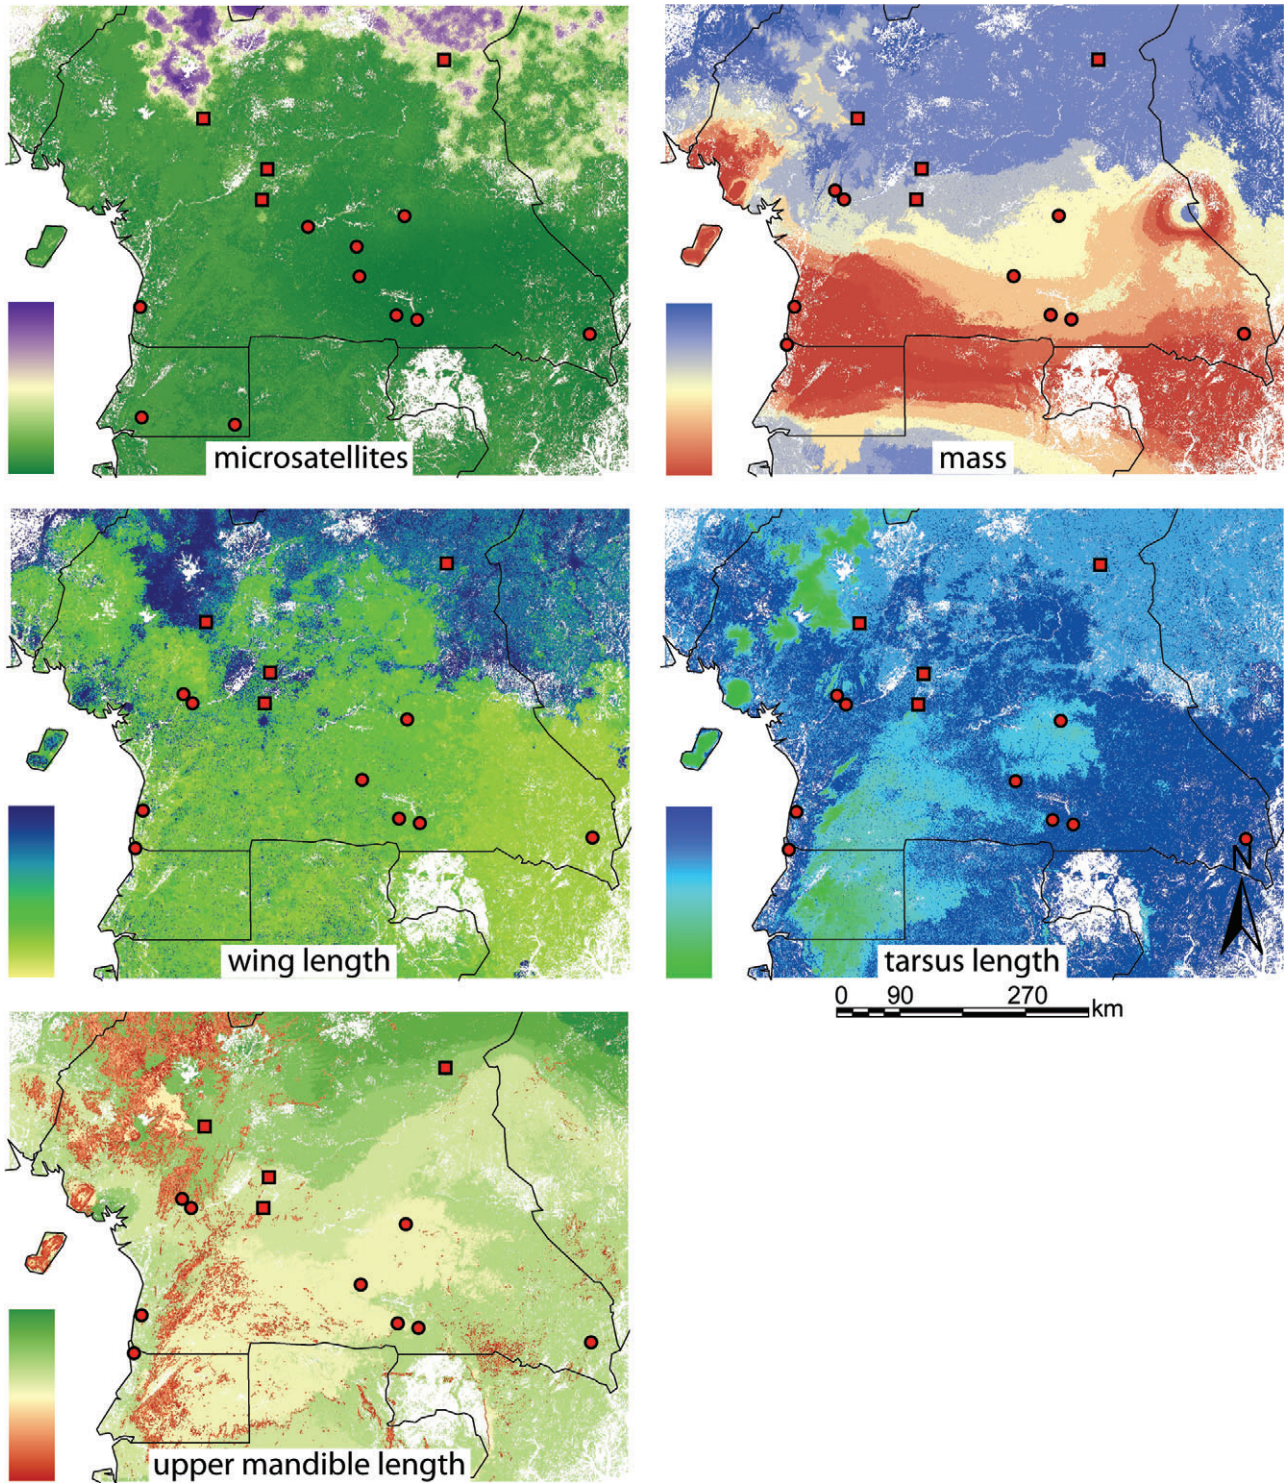 microsatellites
mass
wing length
N
tarsus length
0 90 270 km
upper mandible length